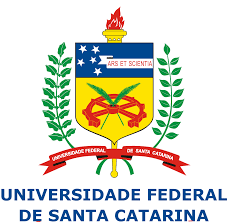 ARS ET SCIENTIA
UNIVERSIDADE FEDERAL DE SANTA CATARINA
UNIVERSIDADE FEDERAL
DE SANTA CATARINA